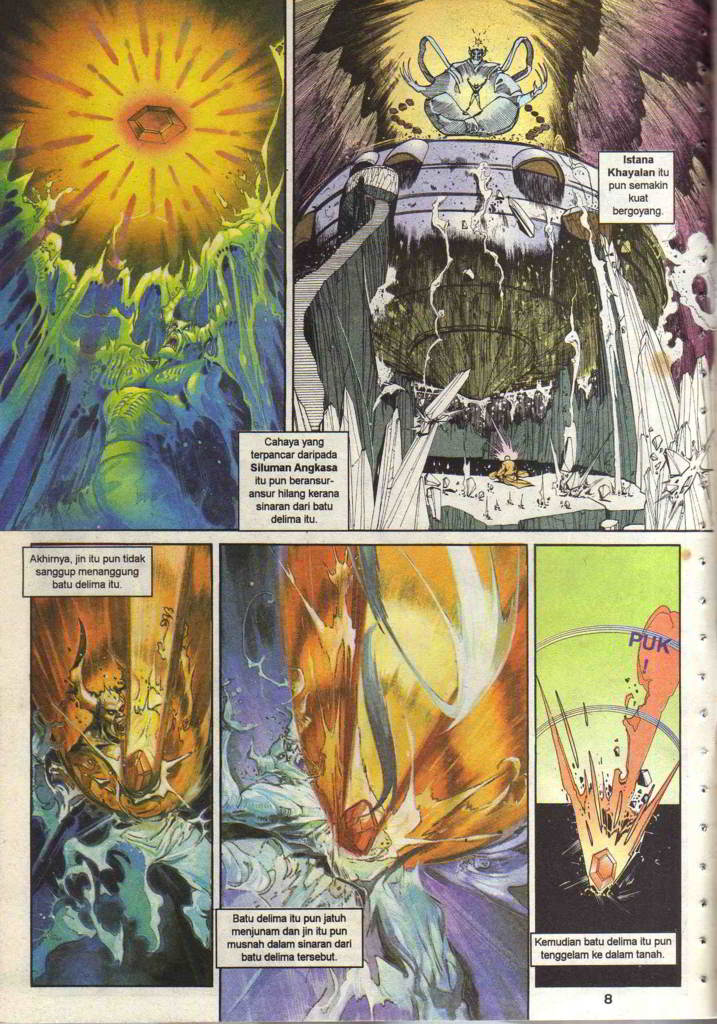 Istana
Khayalan itu
pun semakin
kuat
bergoyang.
Cahaya yang
terpancar daripada
Siluman Angkasa
itu pun beransur-
ansur hilang kerana
sinaran dari batu
delima itu.
Akhirnya, jin itu pun tidak
sanggup menanggung
batu delima itu.
Batu delima itu pun jatuh
menjunam dan jin itu pun
musnah dalam sinaran dari
batu delima tersebut.
PUK
!
Kemudian batu delima itu pun
tenggelam ke dalam tanah.
8